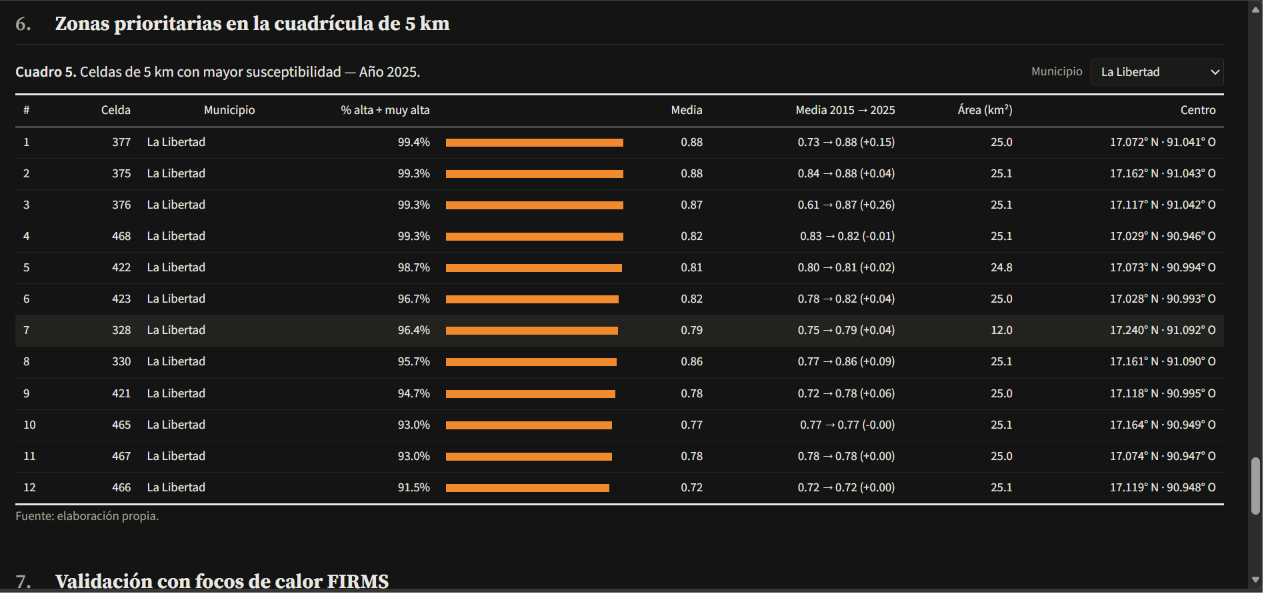 6. Zonas prioritarias en la cuadrícula de 5 km
Cuadro 5. Celdas de 5 km con mayor susceptibilidad — Año 2025. Municipio La Libertad
# Celda Municipio % alta + muy alta Media Media 2015 → 2025 Área (km²) Centro
1 377 La Libertad 99.4% 0.88 0.73 → 0.88 (+0.15) 25.0 17.072° N · 91.041° O
2 375 La Libertad 99.3% 0.88 0.84 → 0.88 (+0.04) 25.1 17.162° N · 91.043° O
3 376 La Libertad 99.3% 0.87 0.61 → 0.87 (+0.26) 25.1 17.117° N · 91.042° O
4 468 La Libertad 99.3% 0.82 0.83 → 0.82 (-0.01) 25.1 17.029° N · 90.946° O
5 422 La Libertad 98.7% 0.81 0.80 → 0.81 (+0.02) 24.8 17.073° N · 90.994° O
6 423 La Libertad 96.7% 0.82 0.78 → 0.82 (+0.04) 25.0 17.028° N · 90.993° O
7 328 La Libertad 96.4% 0.79 0.75 → 0.79 (+0.04) 12.0 17.240° N · 91.092° O
8 330 La Libertad 95.7% 0.86 0.77 → 0.86 (+0.09) 25.1 17.161° N · 91.090° O
9 421 La Libertad 94.7% 0.78 0.72 → 0.78 (+0.06) 25.0 17.118° N · 90.995° O
10 465 La Libertad 93.0% 0.77 0.77 → 0.77 (-0.00) 25.1 17.164° N · 90.949° O
11 467 La Libertad 93.0% 0.78 0.78 → 0.78 (+0.00) 25.0 17.074° N · 90.947° O
12 466 La Libertad 91.5% 0.72 0.72 → 0.72 (+0.00) 25.1 17.119° N · 90.948° O
Fuente: elaboración propia.
7. Validación con focos de calor FIRMS